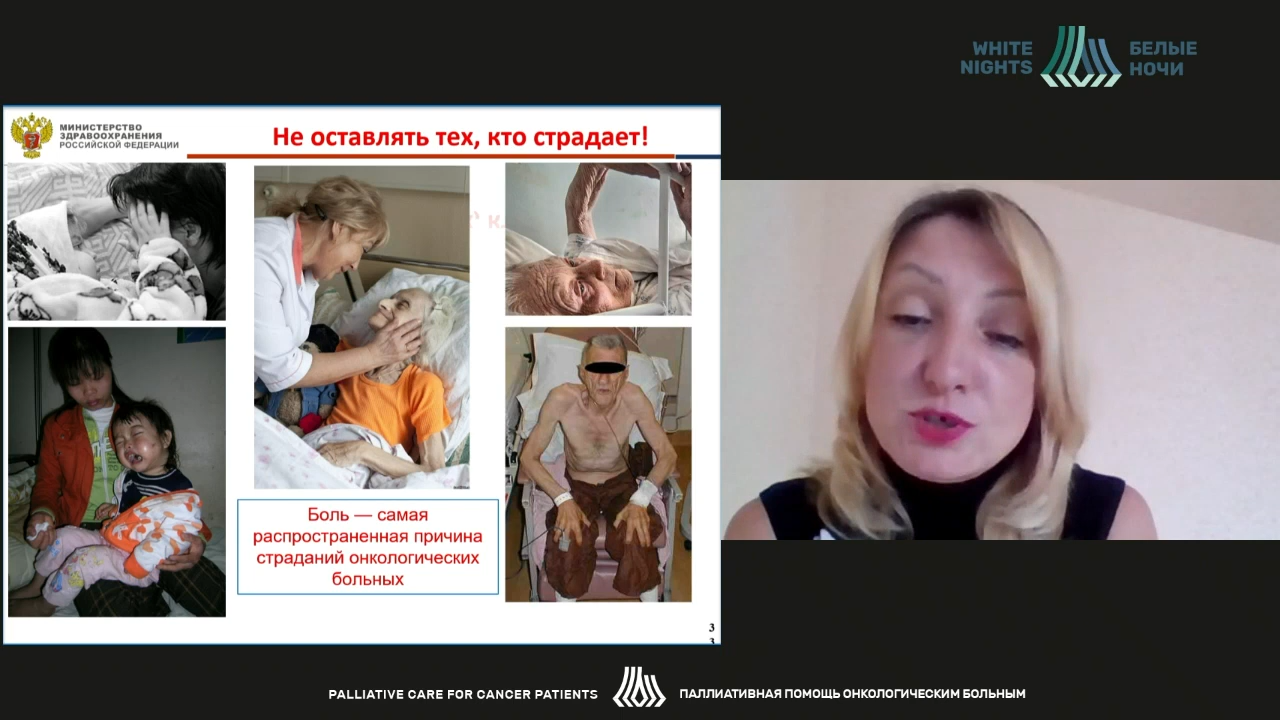 WHITE
NIGHTS
БЕЛЫЕ
НОЧИ
МИНИСТЕРСТВО
ЗДРАВООХРАНЕНИЯ
РОССИЙСКОЙ ФЕДЕРАЦИИ
Не оставлять тех, кто страдает!
Боль — самая
распространенная причина
страданий онкологических
больных
3
3
PALLIATIVE CARE FOR CANCER PATIENTS
ПАЛЛИАТИВНАЯ ПОМОЩЬ ОНКОЛОГИЧЕСКИМ БОЛЬНЫМ